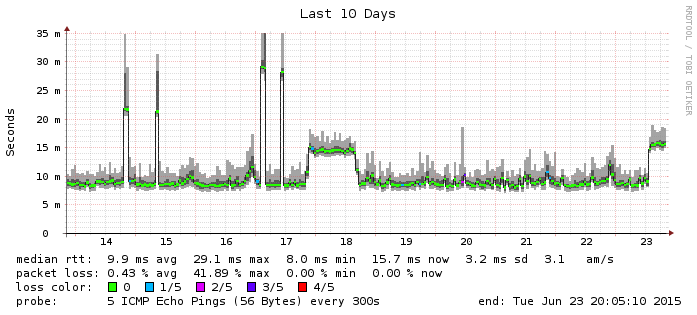 Last 10 Days
RRDTOOL / TOBI OETIKER
Seconds
35 m
30 m
25 m
20 m
15 m
10 m
5 m
0
14 15 16 17 18 19 20 21 22 23
median rtt: 9.9 ms avg 29.1 ms max 8.0 ms min 15.7 ms now 3.2 ms sd 3.1 am/s
packet loss: 0.43 % avg 41.89 % max 0.00 % min 0.00 % now
loss color: 0 1/5 2/5 3/5 4/5
probe: 5 ICMP Echo Pings (56 Bytes) every 300s end: Tue Jun 23 20:05:10 2015